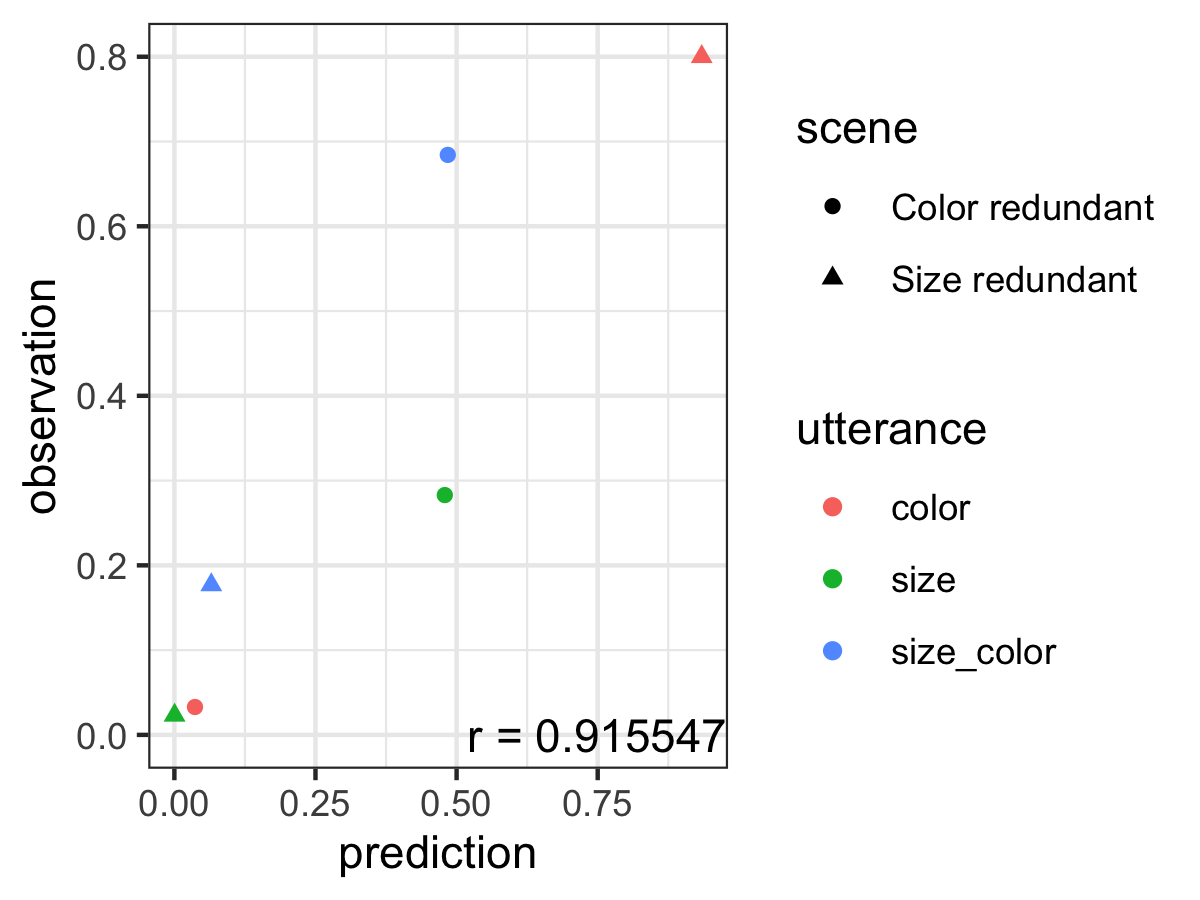 0.8
0.6
0.4
0.2
0.0
observation
r = 0.915547
0.00 0.25 0.50 0.75
prediction
scene
Color redundant
Size redundant
utterance
color
size
size_color